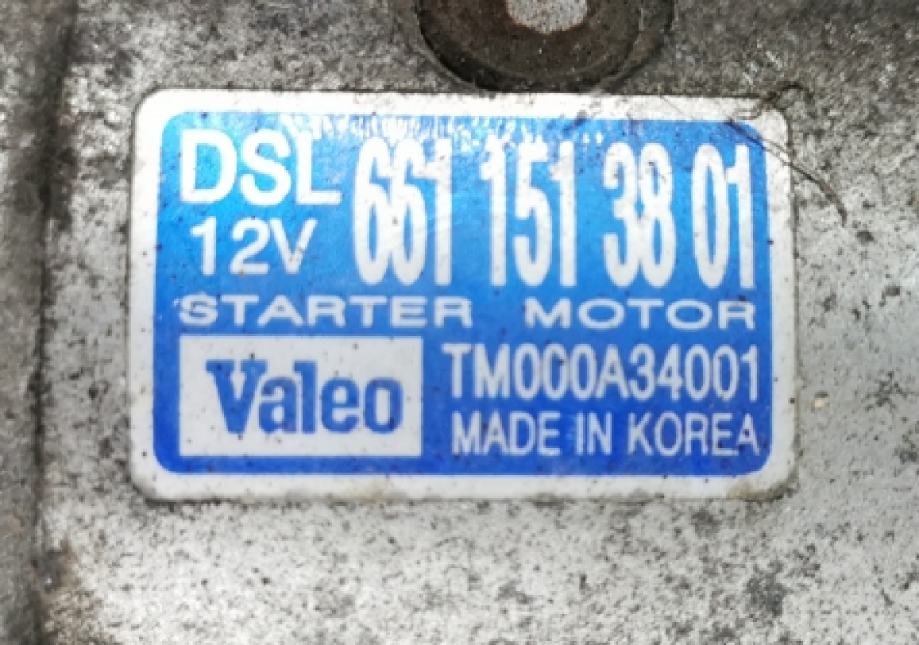 DSL 661 151 38 01
12V
STARTER MOTOR
Valeo TM000A34001
MADE IN KOREA